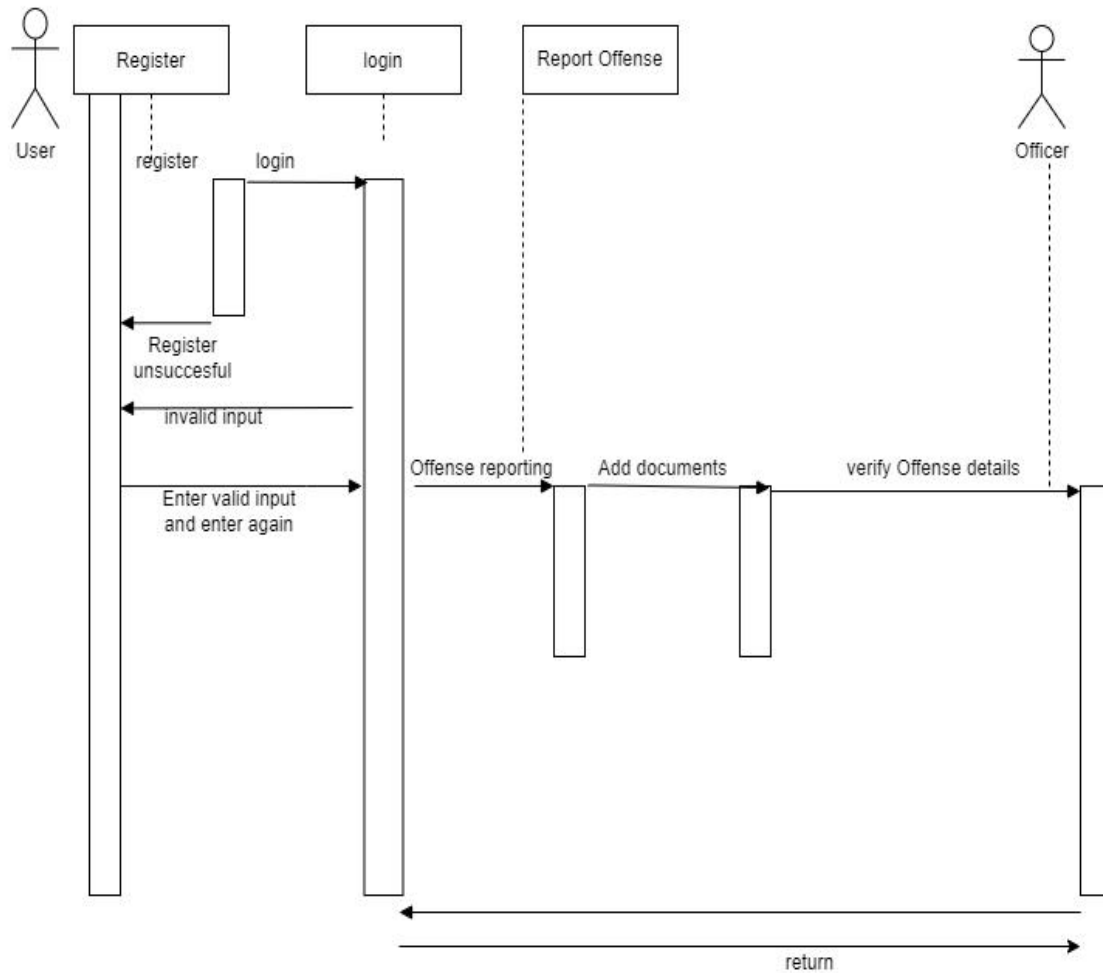 Register
login
Report Offense
User
Officer
register
login
Register
unsuccesful
invalid input
Offense reporting
Add documents
verify Offense details
Enter valid input
and enter again
return